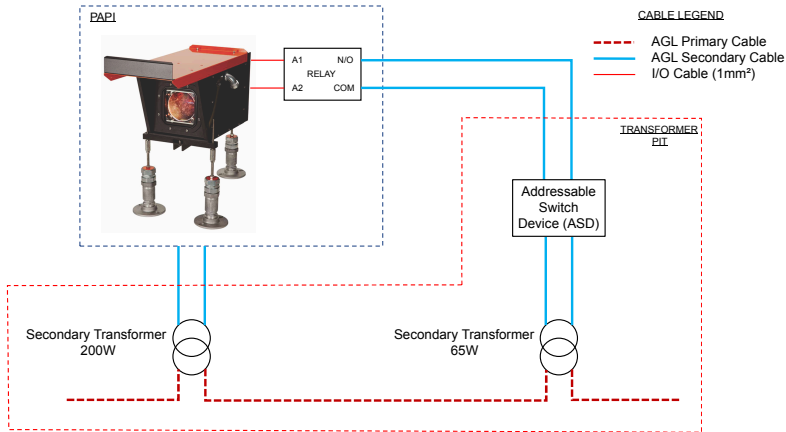 PAPI
CABLE LEGEND
AGL Primary Cable
AGL Secondary Cable
I/O Cable (1mm²)
A1 N/O
RELAY
A2 COM
TRANSFORMER
PIT
Addressable
Switch
Device (ASD)
Secondary Transformer
200W
Secondary Transformer
65W